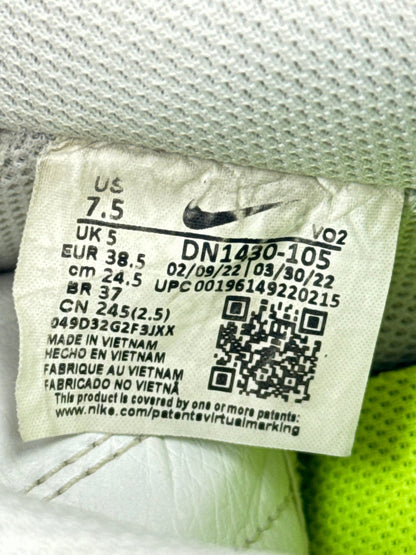 US
7.5
VO2
UK 5
DN1430-105
EUR 38.5
02/09/22 | 03/30/22
cm 24.5
UPC 00196149220215
BR 37
CN 245(2.5)
049D32G2F3JXX
MADE IN VIETNAM
HECHO EN VIETNAM
FABRIQUE AU VIETNAM
FABRICADO NO VIETNÃ
This product is covered by one or more patents:
www.nike.com/patentsvirtualmarking